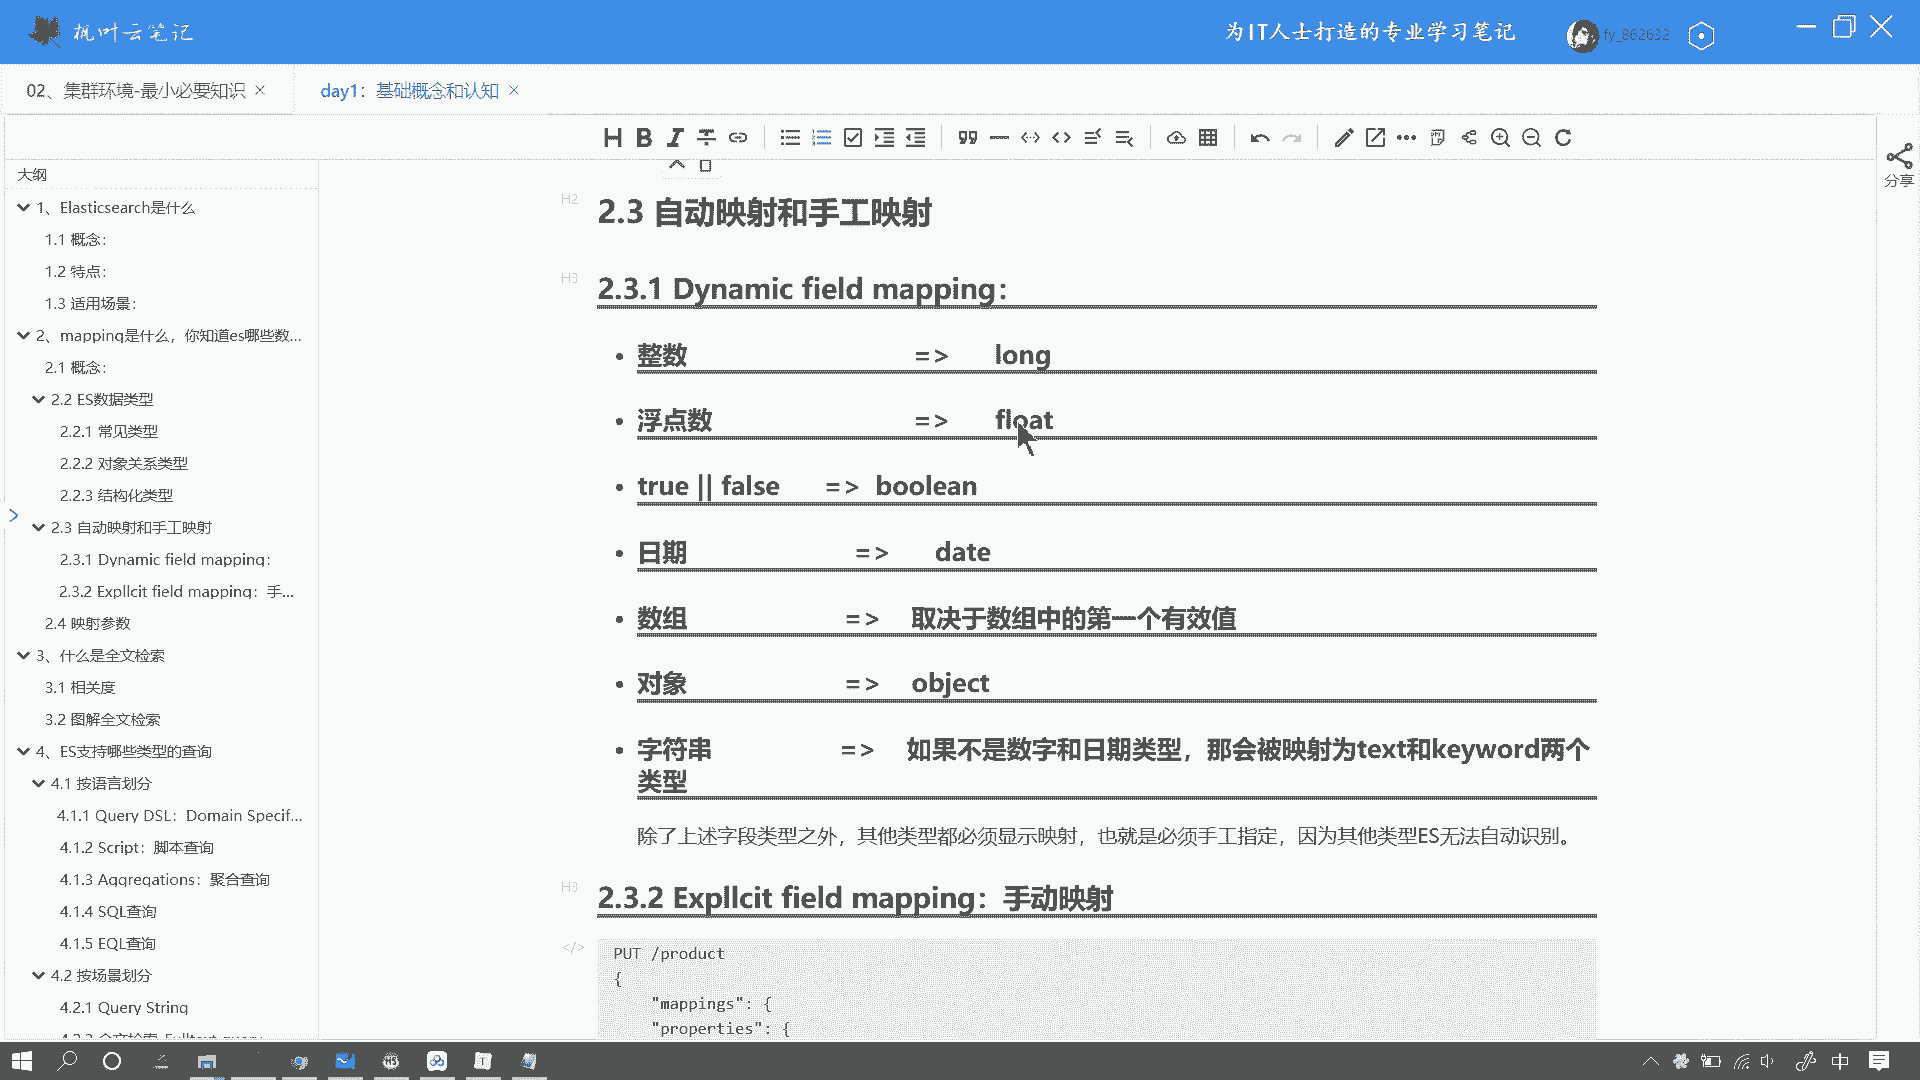 枫叶云笔记
为IT人士打造的专业学习笔记
fy_862632
02、集群环境-最小必要知识 ×
day1：基础概念和认知 ×
分享
大纲
1、Elasticsearch是什么
1.1 概念：
1.2 特点：
1.3 适用场景：
2、mapping是什么，你知道es哪些数...
2.1 概念：
2.2 ES数据类型
2.2.1 常见类型
2.2.2 对象关系类型
2.2.3 结构化类型
2.3 自动映射和手工映射
2.3.1 Dynamic field mapping：
2.3.2 Expllcit field mapping：手...
2.4 映射参数
3、什么是全文检索
3.1 相关度
3.2 图解全文检索
4、ES支持哪些类型的查询
4.1 按语言划分
4.1.1 Query DSL：Domain Specif...
4.1.2 Script：脚本查询
4.1.3 Aggregations：聚合查询
4.1.4 SQL查询
4.1.5 EQL查询
4.2 按场景划分
4.2.1 Query String
H2
2.3 自动映射和手工映射
H3
2.3.1 Dynamic field mapping：
• 整数 => long
• 浮点数 => float
• true || false => boolean
• 日期 => date
• 数组 => 取决于数组中的第一个有效值
• 对象 => object
• 字符串 => 如果不是数字和日期类型，那会被映射为text和keyword两个
类型
除了上述字段类型之外，其他类型都必须显示映射，也就是必须手工指定，因为其他类型ES无法自动识别。
H3
2.3.2 Expllcit field mapping：手动映射
</>
PUT /product
{
"mappings": {
"properties": {
中